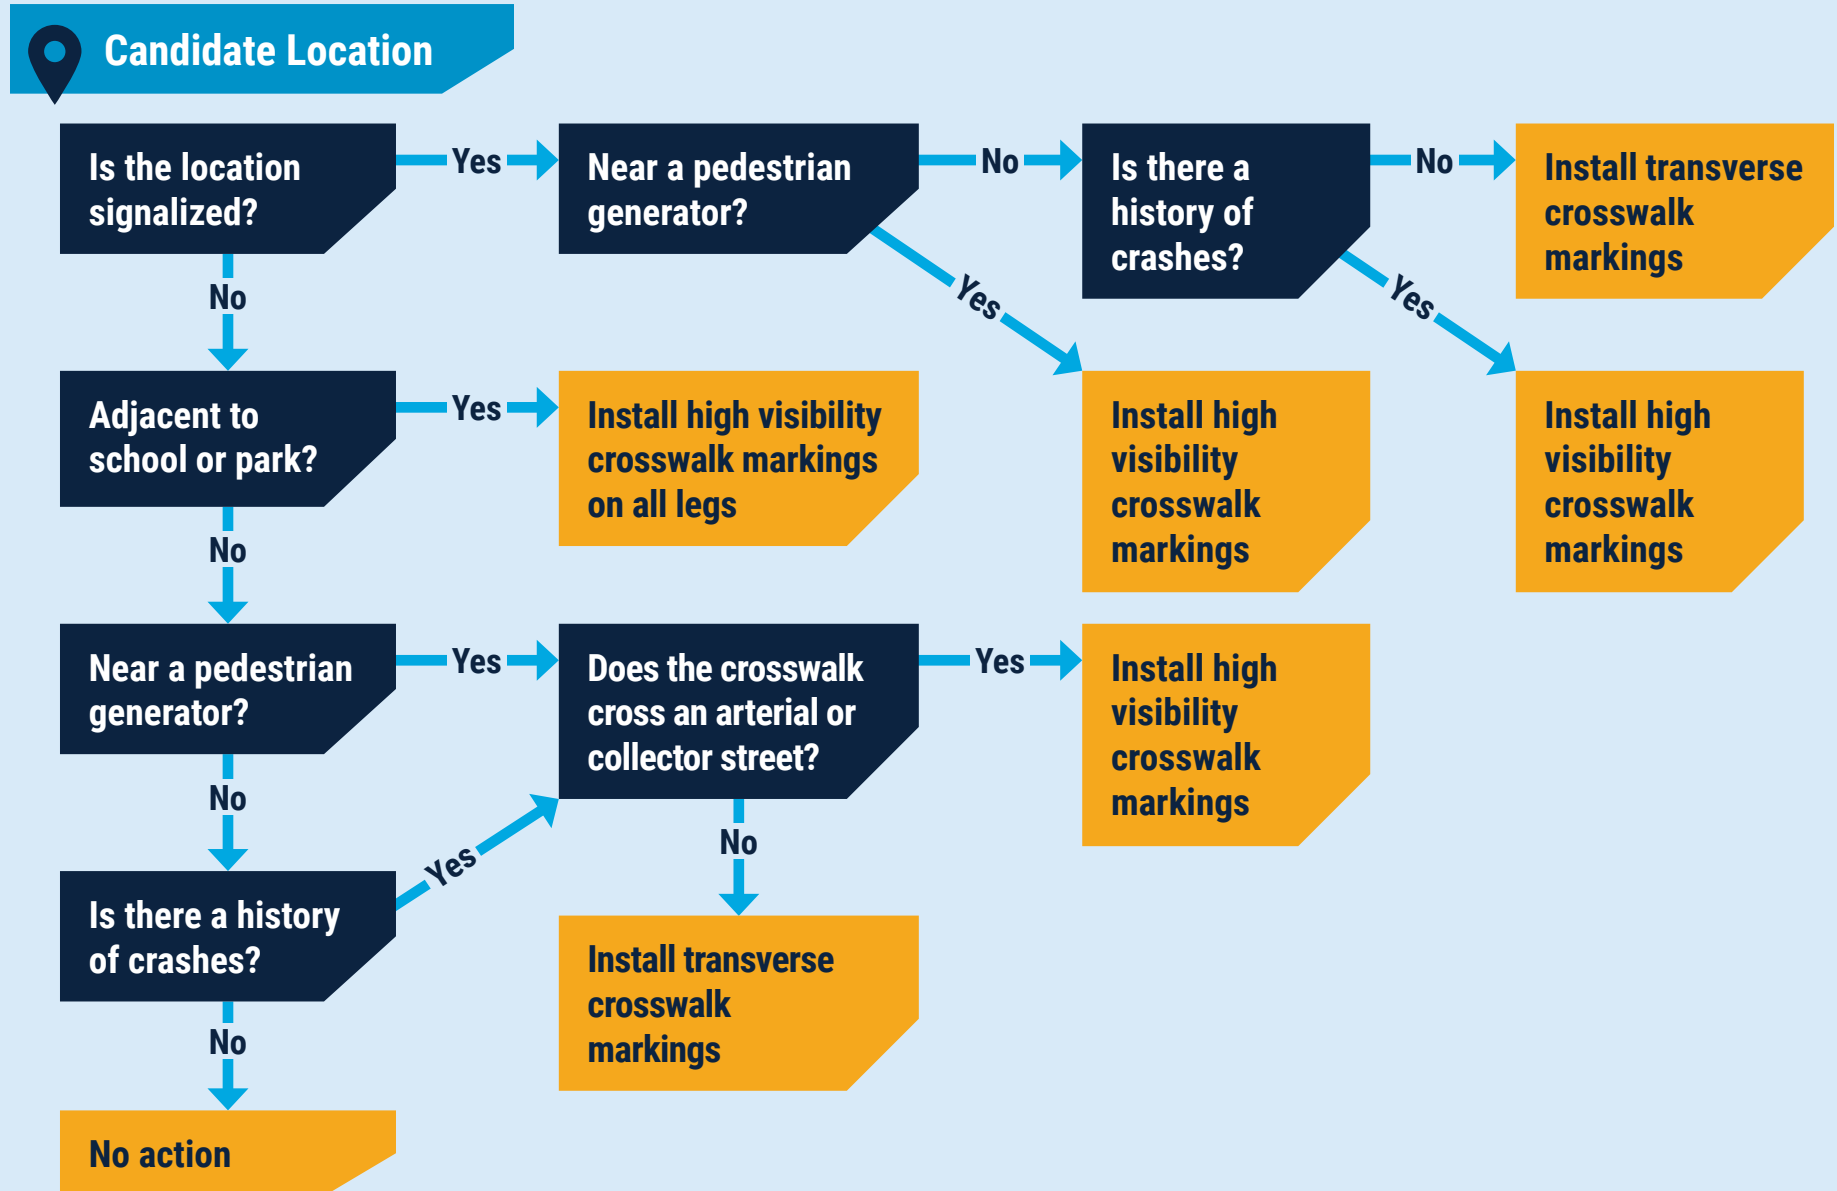 Candidate Location
Is the location
signalized?
Yes
Near a pedestrian
generator?
No
Is there a
history of
crashes?
No
Install transverse
crosswalk
markings
No
Yes
Yes
Adjacent to
school or park?
Yes
Install high visibility
crosswalk markings
on all legs
Install high
visibility
crosswalk
markings
Install high
visibility
crosswalk
markings
No
Near a pedestrian
generator?
Yes
Does the crosswalk
cross an arterial or
collector street?
Yes
Install high
visibility
crosswalk
markings
No
Yes
No
Is there a history
of crashes?
Install transverse
crosswalk
markings
No
No action